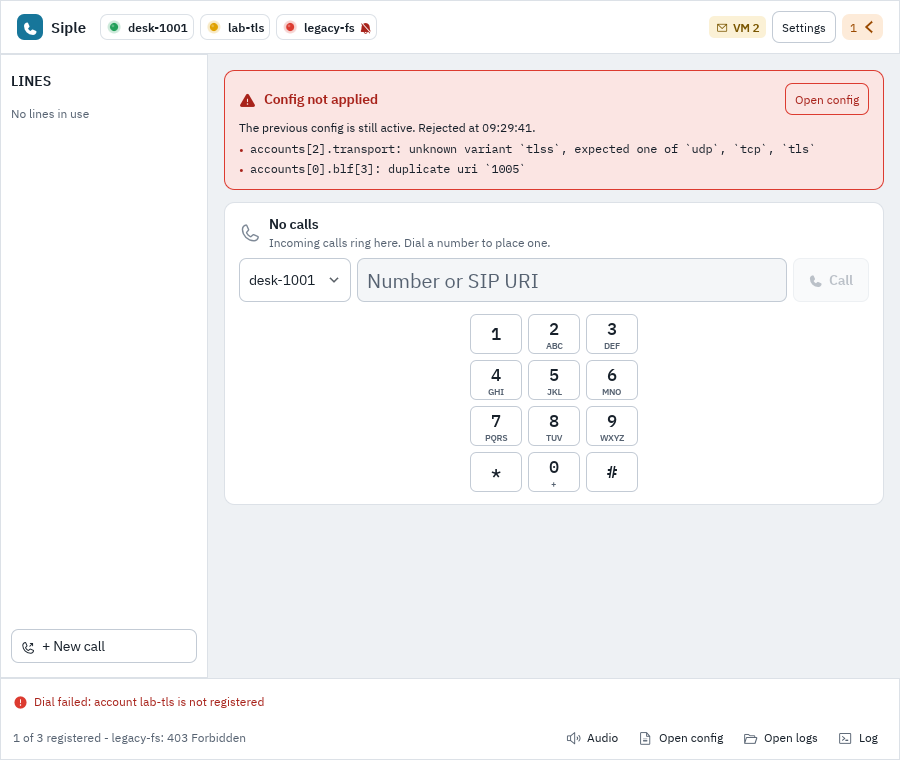 Siple
desk-1001
lab-tls
legacy-fs
VM 2
Settings
1
LINES
No lines in use
Config not applied
Open config
The previous config is still active. Rejected at 09:29:41.
• accounts[2].transport: unknown variant `tlss`, expected one of `udp`, `tcp`, `tls`
• accounts[0].blf[3]: duplicate uri `1005`
No calls
Incoming calls ring here. Dial a number to place one.
desk-1001
Number or SIP URI
Call
1
2
3
ABC
DEF
4
5
6
GHI
JKL
MNO
7
8
9
PQRS
TUV
WXYZ
*
0
#
+
+ New call
Dial failed: account lab-tls is not registered
1 of 3 registered - legacy-fs: 403 Forbidden
Audio
Open config
Open logs
Log